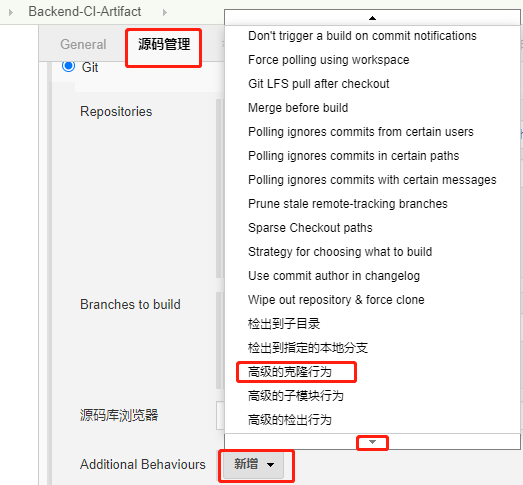 Backend-CI-Artifact
General
源码管理
Git
Repositories
Branches to build
源码库浏览器
Additional Behaviours
新增
Don't trigger a build on commit notifications
Force polling using workspace
Git LFS pull after checkout
Merge before build
Polling ignores commits from certain users
Polling ignores commits in certain paths
Polling ignores commits with certain messages
Prune stale remote-tracking branches
Sparse Checkout paths
Strategy for choosing what to build
Use commit author in changelog
Wipe out repository & force clone
检出到子目录
检出到指定的本地分支
高级的克隆行为
高级的子模块行为
高级的检出行为